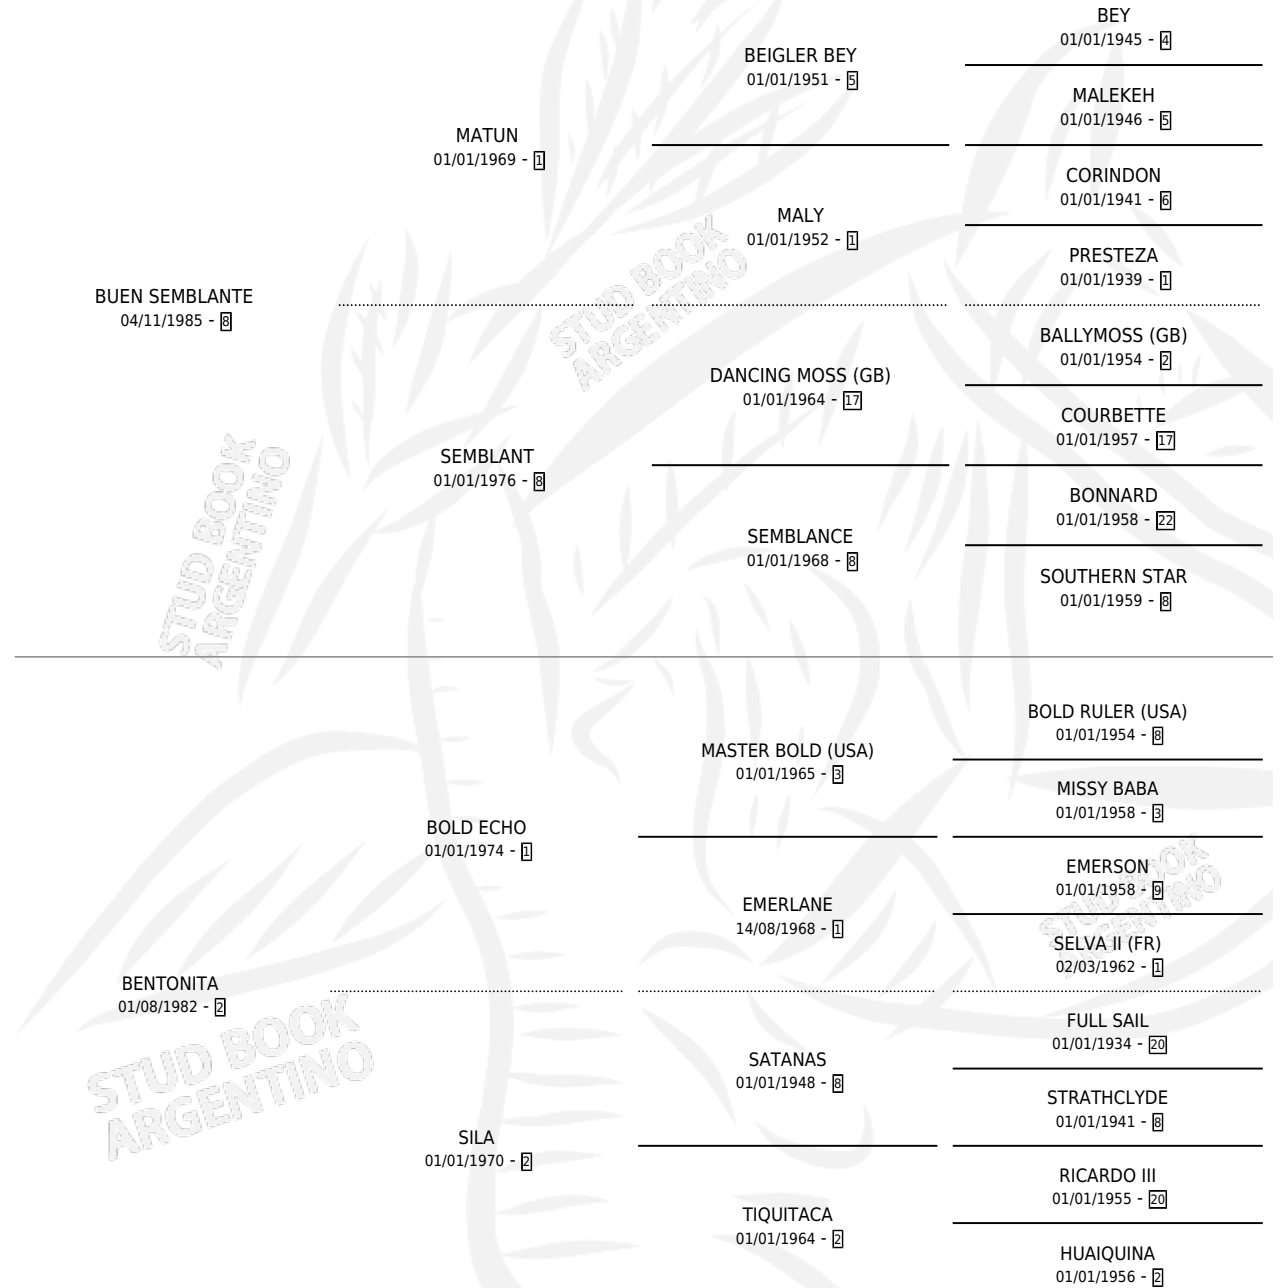 BEY
01/01/1945 - 4
BEIGLER BEY
01/01/1951 - 5
MALEKEH
01/01/1946 - 5
MATUN
01/01/1969 - 1
CORINDON
01/01/1941 - 6
MALY
01/01/1952 - 1
PRESTEZA
01/01/1939 - 1
BUEN SEMBLANTE
04/11/1985 - 8
STUD BOOK
ARGENTINO
BALLYMOSS (GB)
01/01/1954 - 2
DANCING MOSS (GB)
01/01/1964 - 17
COURBETTE
01/01/1957 - 17
SEMBLANT
01/01/1976 - 8
BONNARD
01/01/1958 - 22
SEMBLANCE
01/01/1968 - 8
SOUTHERN STAR
01/01/1959 - 8
STUD BOOK
ARGENTINO
BOLD RULER (USA)
01/01/1954 - 8
MASTER BOLD (USA)
01/01/1965 - 3
MISSY BABA
01/01/1958 - 3
BOLD ECHO
01/01/1974 - 1
EMERSON
01/01/1958 - 9
EMERLANE
14/08/1968 - 1
STUD BOOK
ARGENTINO
SELVA II (FR)
02/03/1962 - 1
BENTONITA
01/08/1982 - 2
STUD BOOK
ARGENTINO
FULL SAIL
01/01/1934 - 20
SATANAS
01/01/1948 - 8
STRATHCLYDE
01/01/1941 - 8
SILA
01/01/1970 - 2
RICARDO III
01/01/1955 - 20
TIQUITACA
01/01/1964 - 2
HUAIQUINA
01/01/1956 - 2